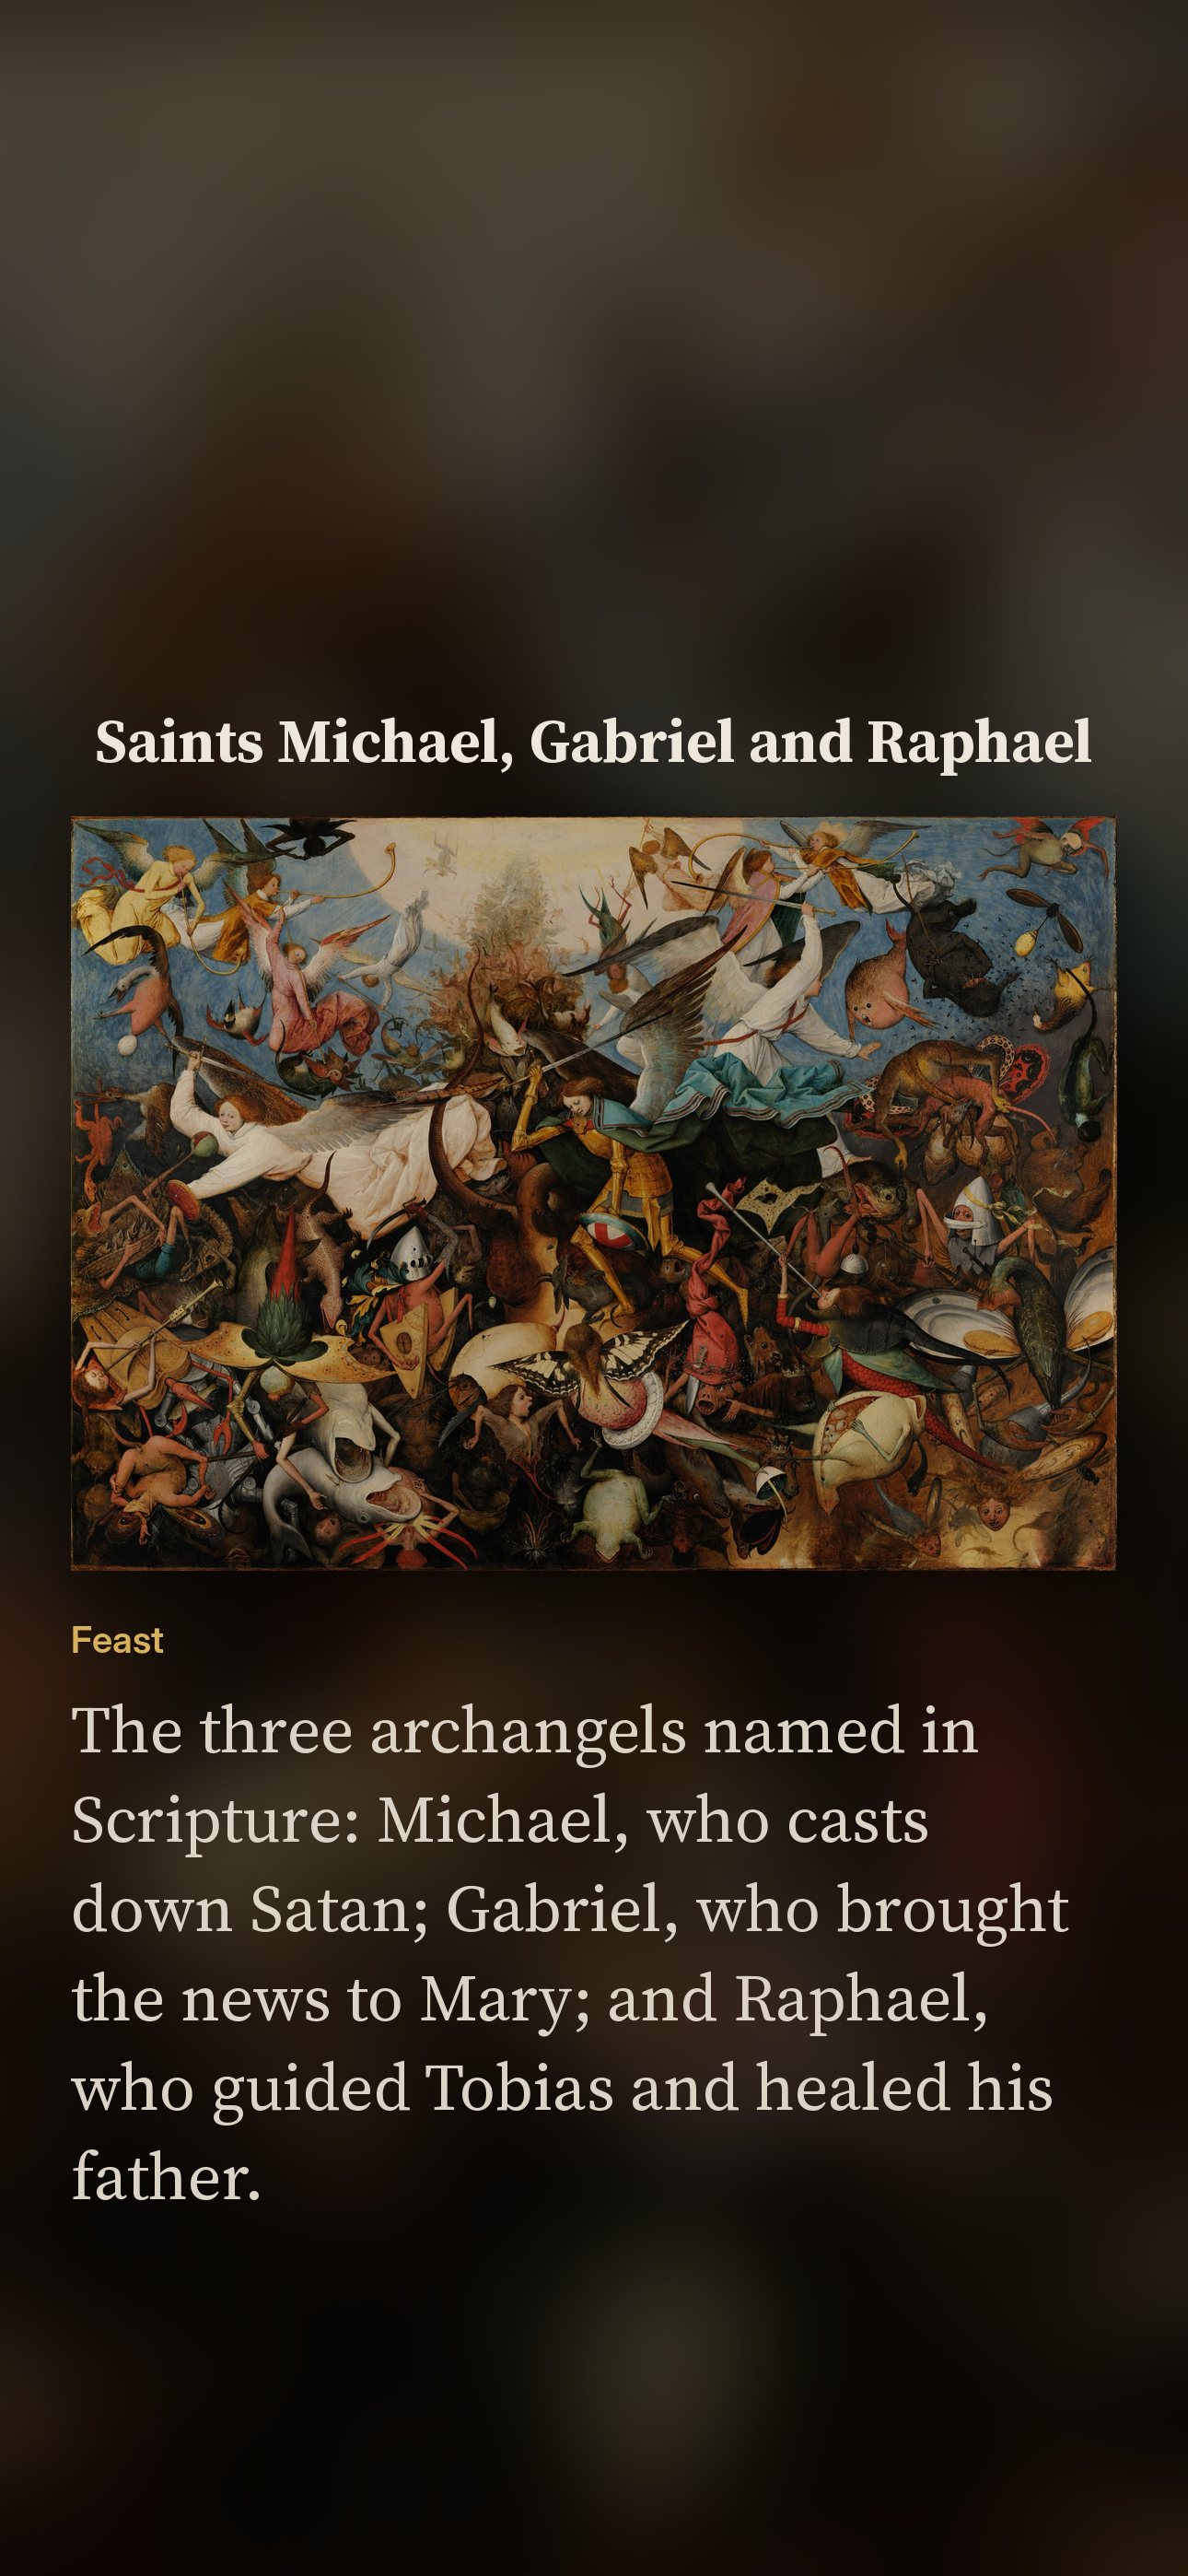 Saints Michael, Gabriel and Raphael
Feast
The three archangels named in
Scripture: Michael, who casts
down Satan; Gabriel, who brought
the news to Mary; and Raphael,
who guided Tobias and healed his
father.